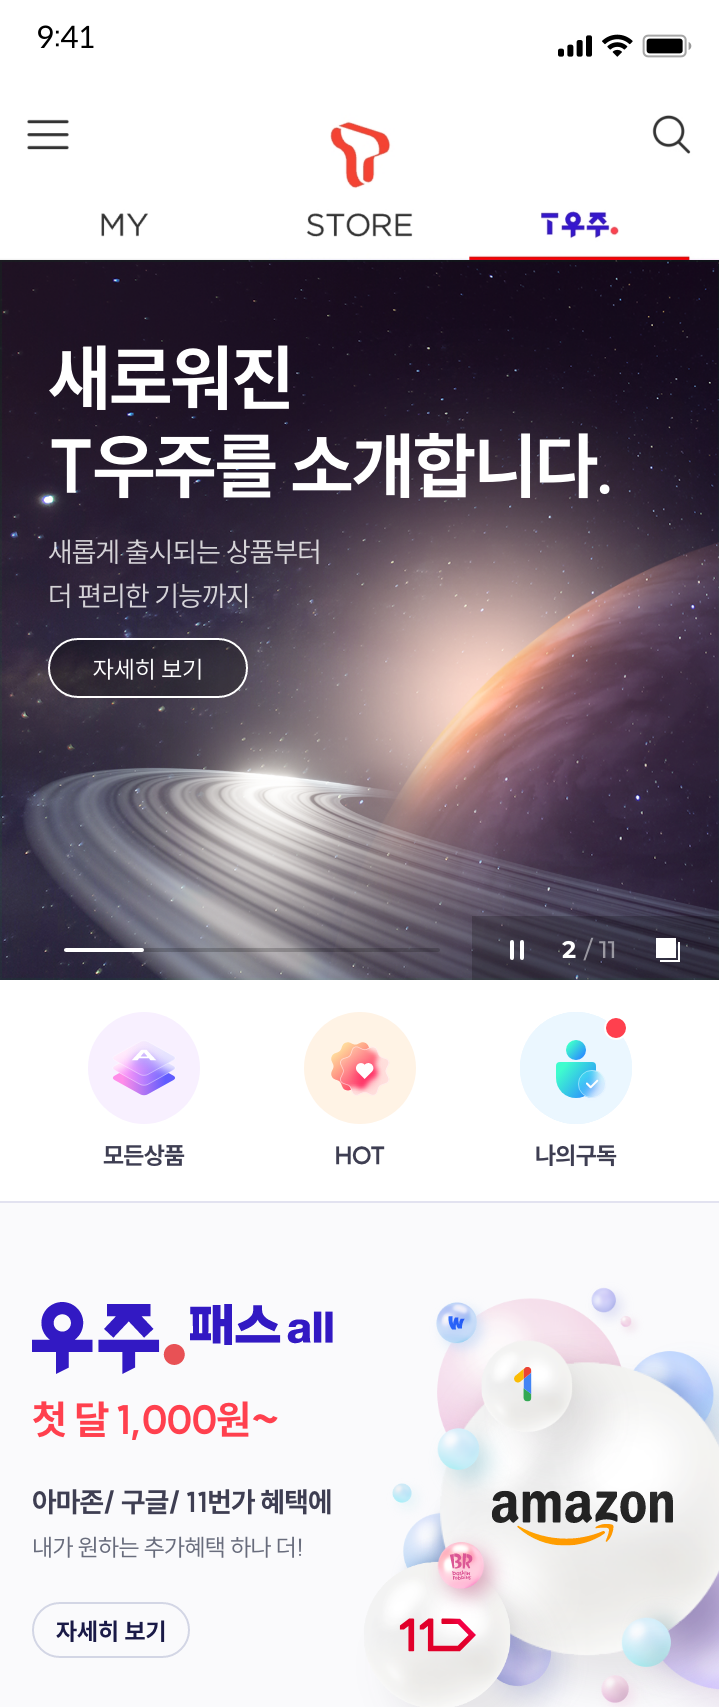 9:41
MY
STORE
T우주.
새로워진
T우주를 소개합니다.
새롭게 출시되는 상품부터
더 편리한 기능까지
자세히 보기
2 / 11
모든상품
HOT
나의구독
우주.패스 all
첫 달 1,000원~
아마존/ 구글/ 11번가 혜택에
내가 원하는 추가혜택 하나 더!
자세히 보기
W
1
amazon
BR
baskin
robbins
11